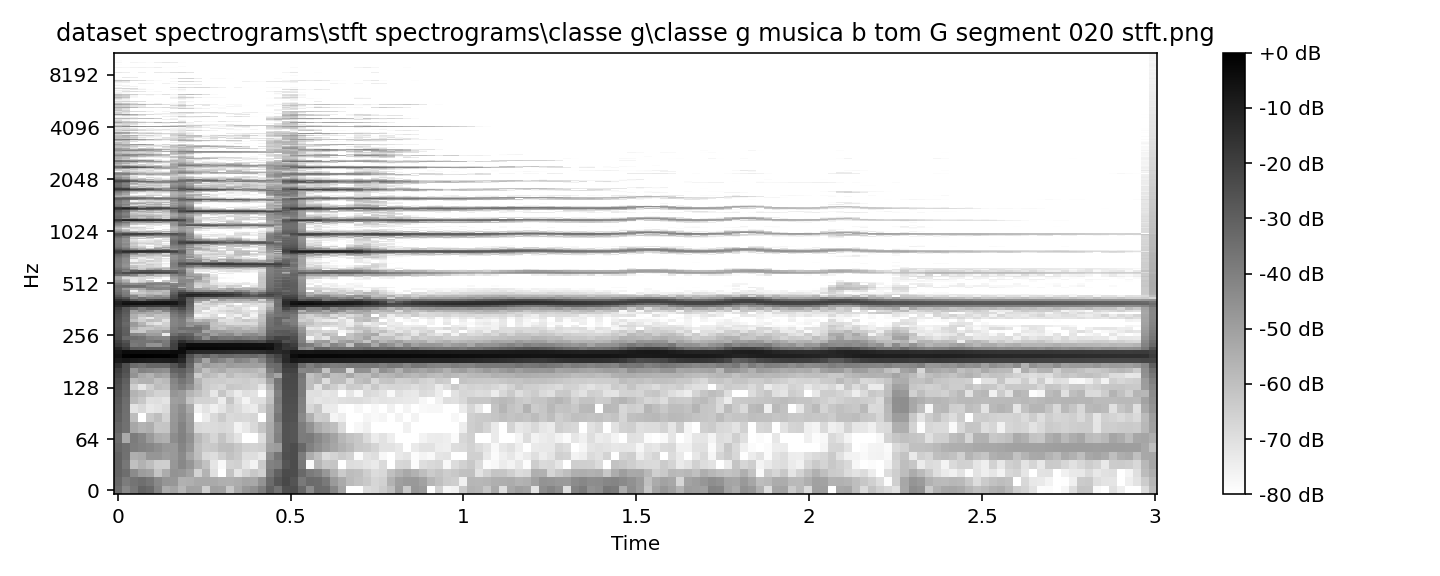 dataset spectrograms\stft spectrograms\classe g\classe g musica b tom G segment 020 stft.png
8192
4096
2048
1024
512
256
128
64
0
Hz
0
0.5
1
1.5
2
2.5
3
Time
+0 dB
-10 dB
-20 dB
-30 dB
-40 dB
-50 dB
-60 dB
-70 dB
-80 dB